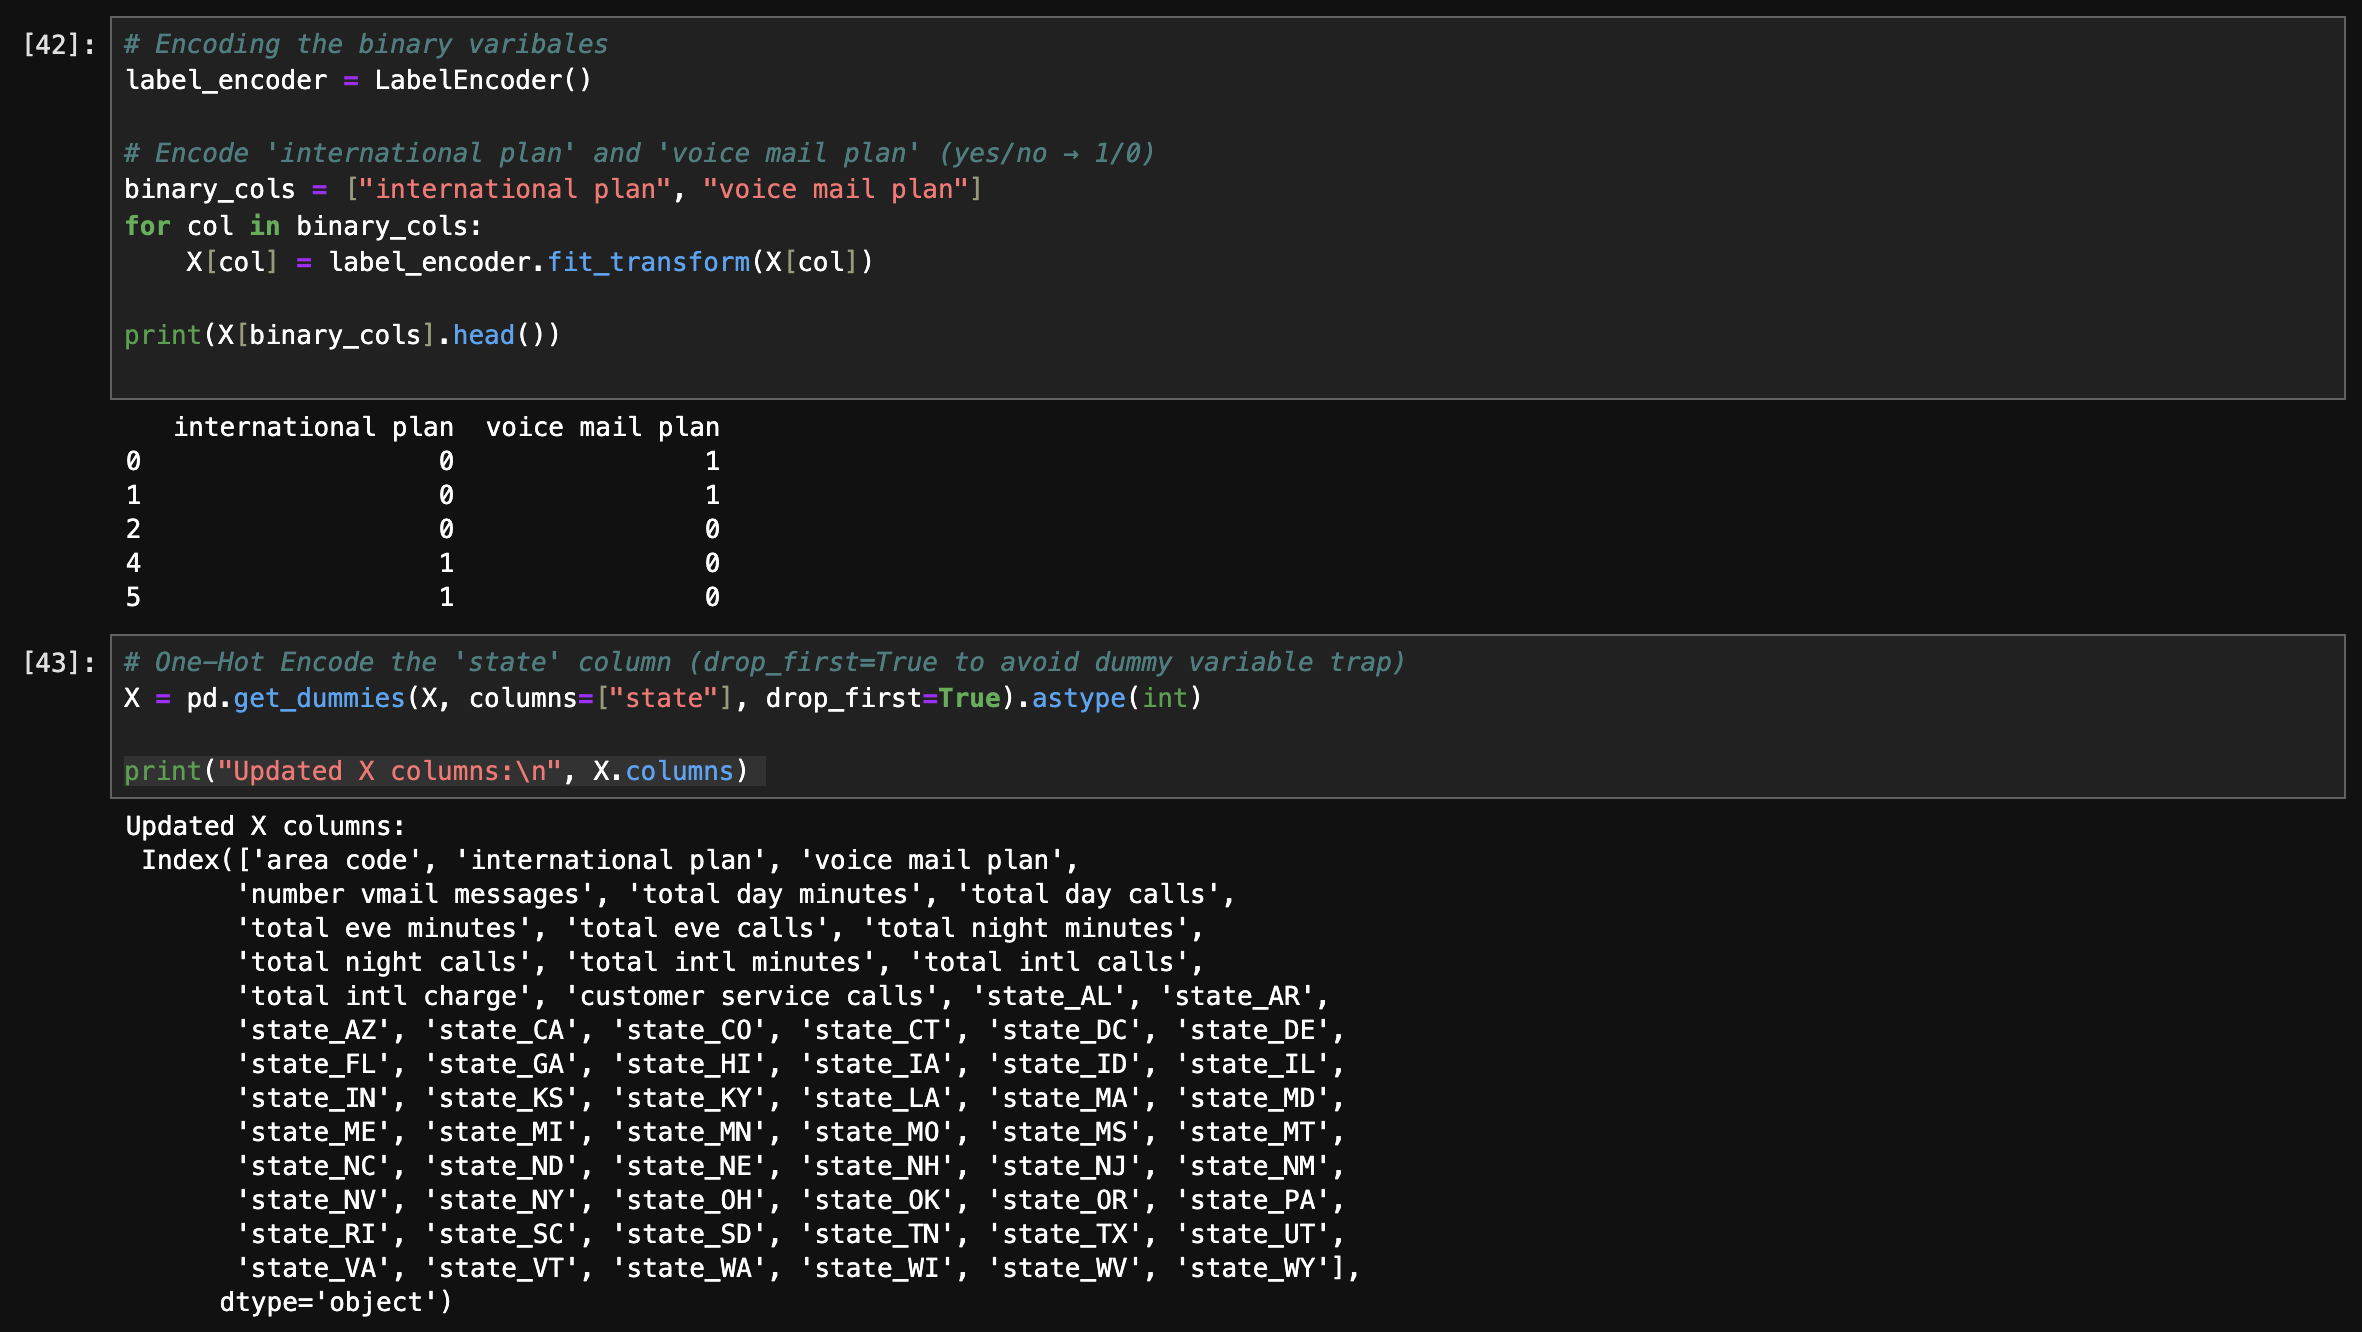 [42]:
# Encoding the binary varibales
label_encoder = LabelEncoder()
# Encode 'international plan' and 'voice mail plan' (yes/no → 1/0)
binary_cols = ["international plan", "voice mail plan"]
for col in binary_cols:
    X[col] = label_encoder.fit_transform(X[col])
print(X[binary_cols].head())
   international plan  voice mail plan
0                   0                1
1                   0                1
2                   0                0
4                   1                0
5                   1                0
[43]:
# One-Hot Encode the 'state' column (drop_first=True to avoid dummy variable trap)
X = pd.get_dummies(X, columns=["state"], drop_first=True).astype(int)
print("Updated X columns:\n", X.columns)
Updated X columns:
 Index(['area code', 'international plan', 'voice mail plan',
       'number vmail messages', 'total day minutes', 'total day calls',
       'total eve minutes', 'total eve calls', 'total night minutes',
       'total night calls', 'total intl minutes', 'total intl calls',
       'total intl charge', 'customer service calls', 'state_AL', 'state_AR',
       'state_AZ', 'state_CA', 'state_CO', 'state_CT', 'state_DC', 'state_DE',
       'state_FL', 'state_GA', 'state_HI', 'state_IA', 'state_ID', 'state_IL',
       'state_IN', 'state_KS', 'state_KY', 'state_LA', 'state_MA', 'state_MD',
       'state_ME', 'state_MI', 'state_MN', 'state_MO', 'state_MS', 'state_MT',
       'state_NC', 'state_ND', 'state_NE', 'state_NH', 'state_NJ', 'state_NM',
       'state_NV', 'state_NY', 'state_OH', 'state_OK', 'state_OR', 'state_PA',
       'state_RI', 'state_SC', 'state_SD', 'state_TN', 'state_TX', 'state_UT',
       'state_VA', 'state_VT', 'state_WA', 'state_WI', 'state_WV', 'state_WY'],
      dtype='object')